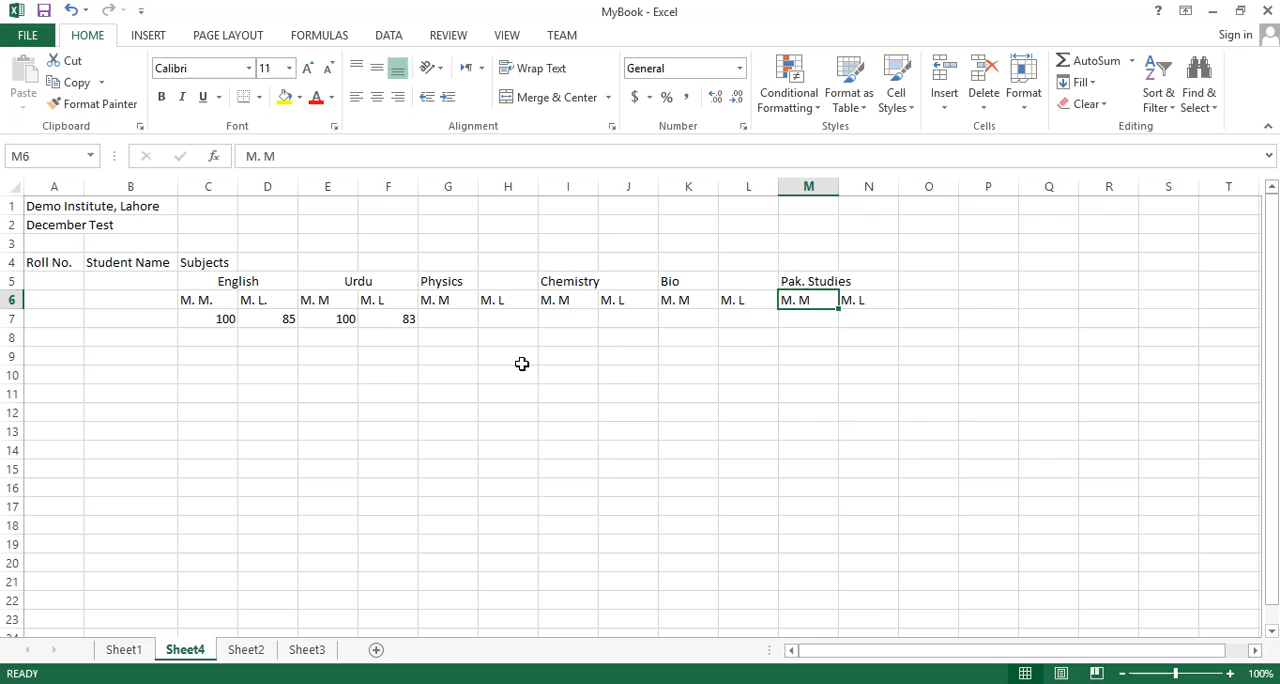 MyBook - Excel
?
Sign in
FILE HOME INSERT PAGE LAYOUT FORMULAS DATA REVIEW VIEW TEAM
Paste
Cut
Copy
Format Painter
Clipboard
Calibri 11
B I U
Font
Wrap Text
Merge & Center
Alignment
General
$ % ,
Number
Conditional Formatting
Format as Table
Cell Styles
Styles
Insert
Delete
Format
Cells
AutoSum
Fill
Clear
Sort & Filter
Find & Select
Editing
M6 fx M. M
A B C D E F G H I J K L M N O P Q R S T
1 Demo Institute, Lahore
2 December Test
3
4 Roll No. Student Name Subjects
5 English Urdu Physics Chemistry Bio Pak. Studies
6 M. M. M. L. M. M M. L M. M M. L M. M M. L M. M M. L M. M M. L
7 100 85 100 83
8
9
10
11
12
13
14
15
16
17
18
19
20
21
22
23
24
Sheet1 Sheet4 Sheet2 Sheet3
READY 100%